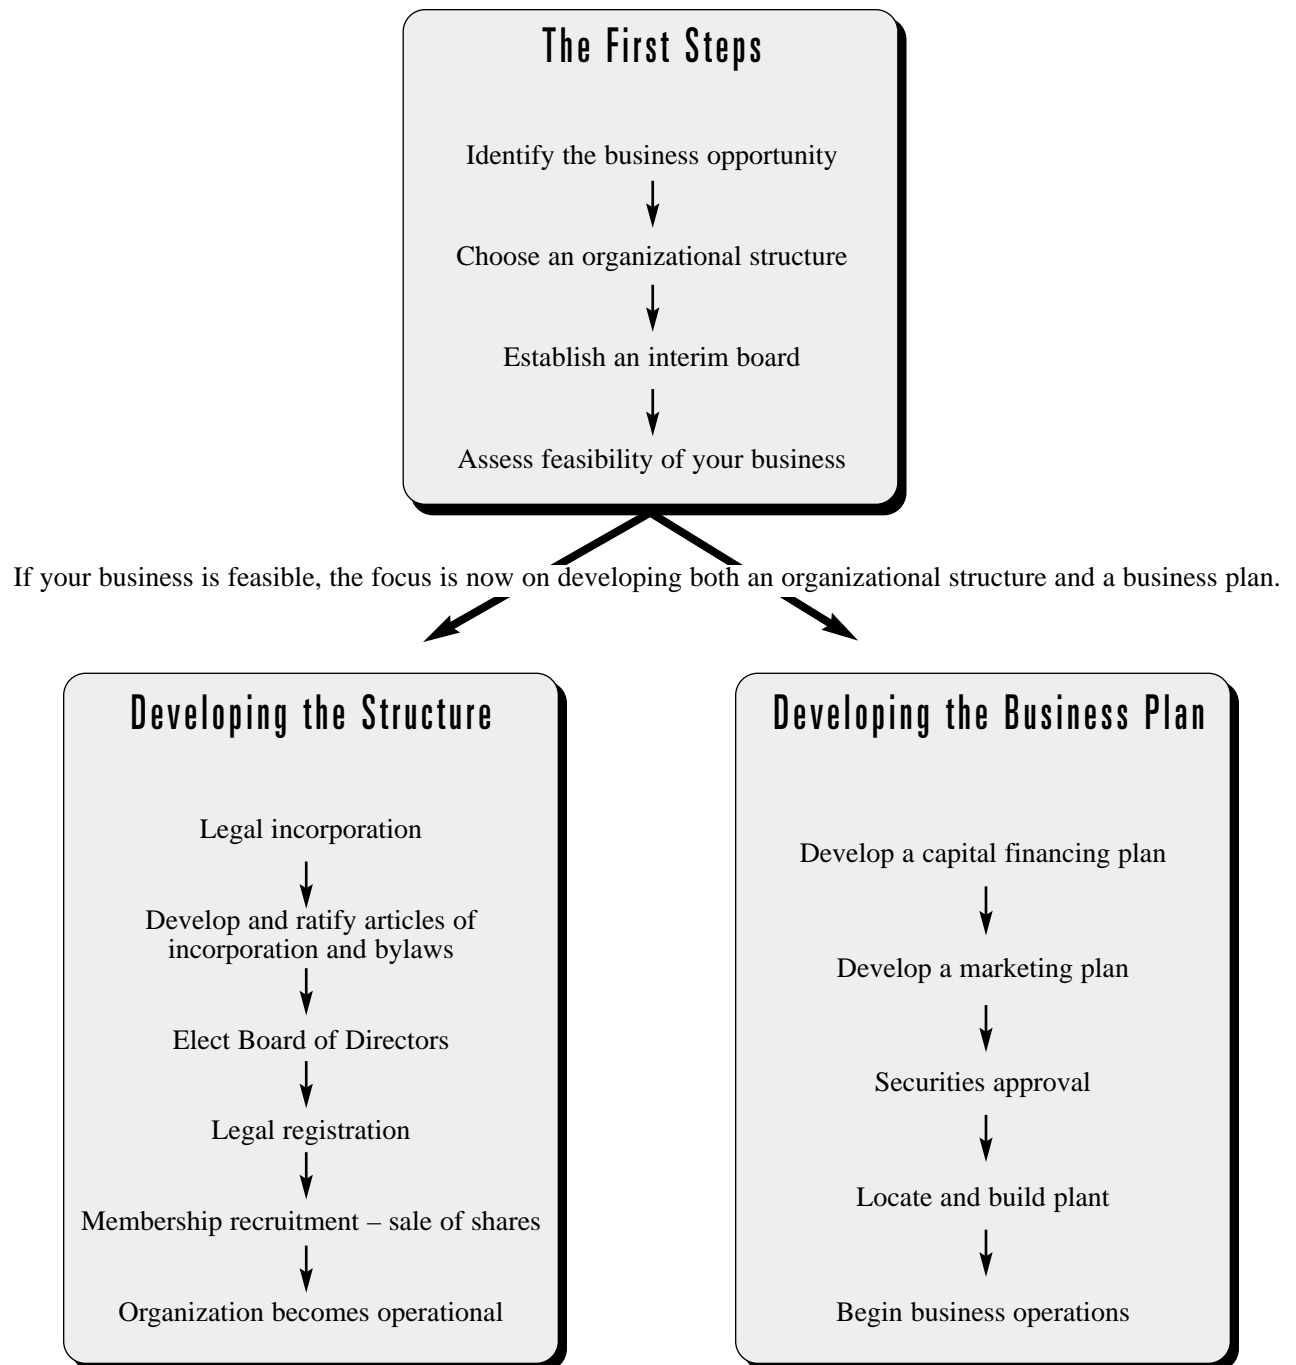 The First Steps
Identify the business opportunity
Choose an organizational structure
Establish an interim board
Assess feasibility of your business
If your business is feasible, the focus is now on developing both an organizational structure and a business plan.
Developing the Structure
Legal incorporation
Develop and ratify articles of
incorporation and bylaws
Elect Board of Directors
Legal registration
Membership recruitment – sale of shares
Organization becomes operational
Developing the Business Plan
Develop a capital financing plan
Develop a marketing plan
Securities approval
Locate and build plant
Begin business operations